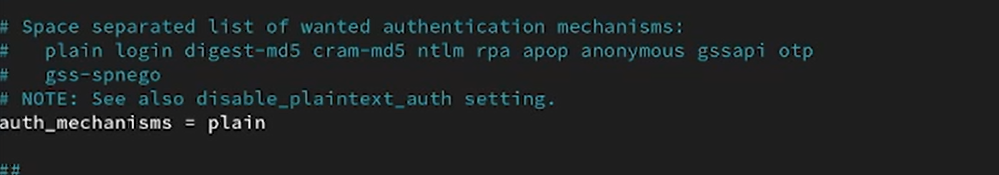 # Space separated list of wanted authentication mechanisms:
#   plain login digest-md5 cram-md5 ntlm rpa apop anonymous gssapi otp
#   gss-spnego
# NOTE: See also disable_plaintext_auth setting.
auth_mechanisms = plain
##